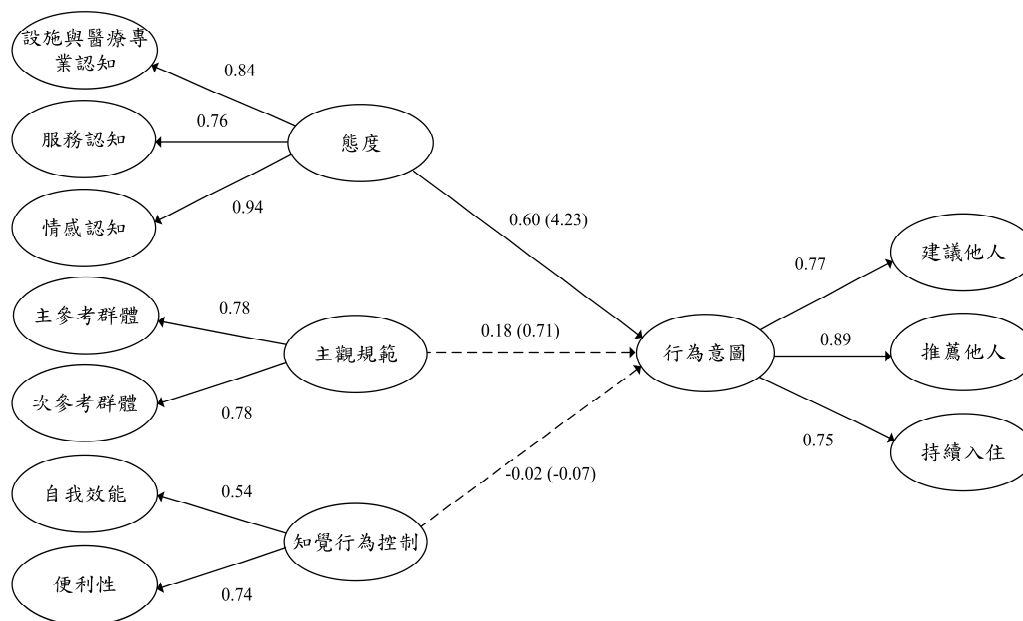 設施與醫療專
業認知
0.84
服務認知
0.76
態度
情感認知
0.94
0.60 (4.23)
主參考群體
0.78
主觀規範
0.18 (0.71)
次參考群體
0.78
自我效能
0.54
知覺行為控制
-0.02 (-0.07)
便利性
0.74
行為意圖
0.77
建議他人
0.89
推薦他人
0.75
持續入住